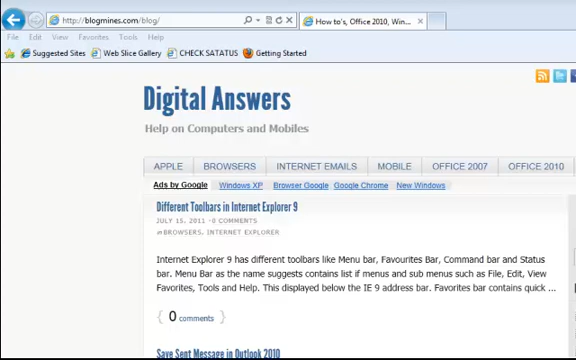 http://blogmines.com/blog/
How to's, Office 2010, Win...
File Edit View Favorites Tools Help
Suggested Sites Web Slice Gallery CHECK SATATUS Getting Started
Digital Answers
Help on Computers and Mobiles
APPLE BROWSERS INTERNET EMAILS MOBILE OFFICE 2007 OFFICE 2010
Ads by Google Windows XP Browser Google Google Chrome New Windows
Different Toolbars in Internet Explorer 9
JULY 15, 2011 · 0 COMMENTS
in BROWSERS, INTERNET EXPLORER
Internet Explorer 9 has different toolbars like Menu bar, Favourites Bar, Command bar and Status
bar. Menu Bar as the name suggests contains list if menus and sub menus such as File, Edit, View
Favorites, Tools and Help. This displayed below the IE 9 address bar. Favorites bar contains quick ...
{ 0 comments }
Save Sent Message in Outlook 2010